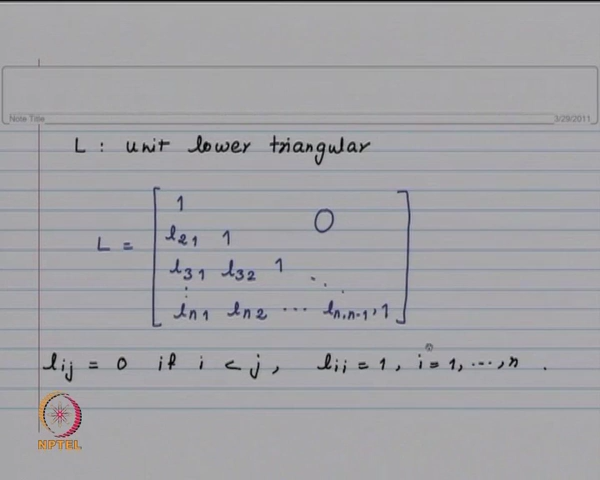 Note Title
3/29/2011
L : unit lower triangular
1
0
l21 1
L =
l31 l32 1
⋮ ⋱
ln1 ln2 ⋯ ln,n-1, 1
lij = 0 if i < j, lii = 1, i = 1, ⋯, n.
NPTEL